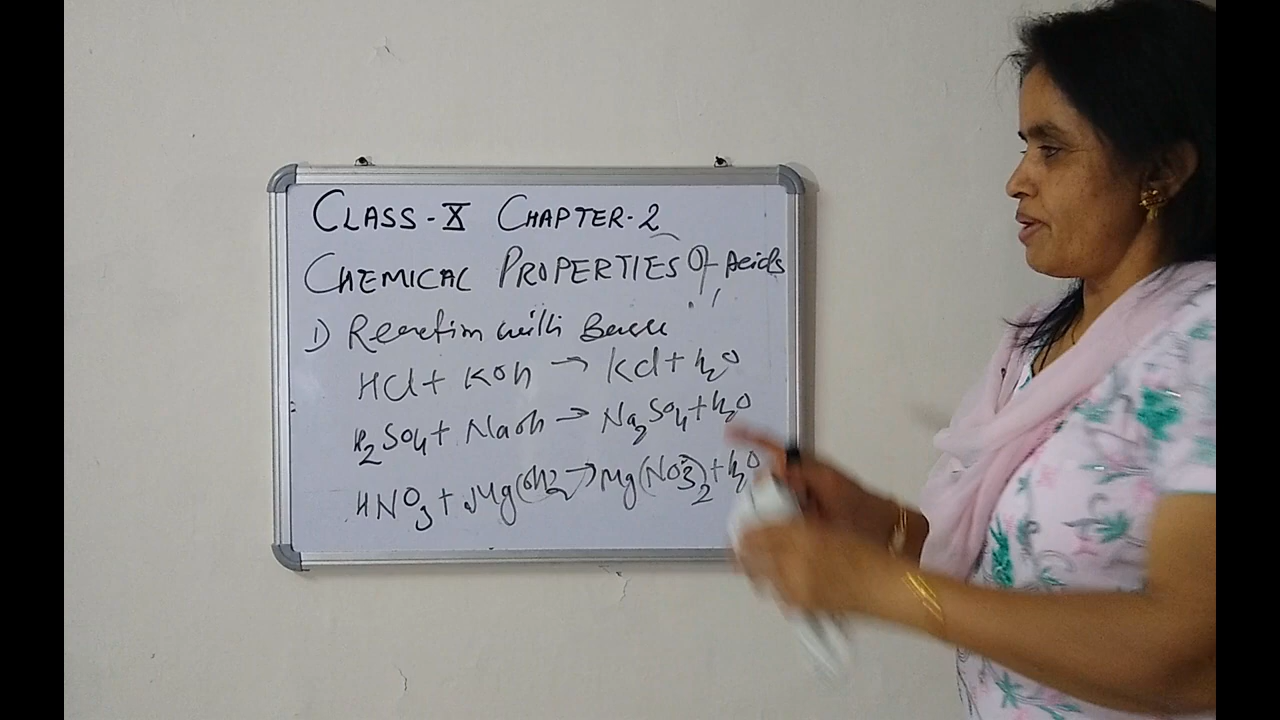 CLASS-X CHAPTER-2
CHEMICAL PROPERTIES Of Acids
1) Reaction with Bases
HCl + KOh → KCl + h2O
H2SO4 + NaOh → Na2SO4 + h2O
HNO3 + Mg(Oh)2 → Mg(NO3)2 + h2O